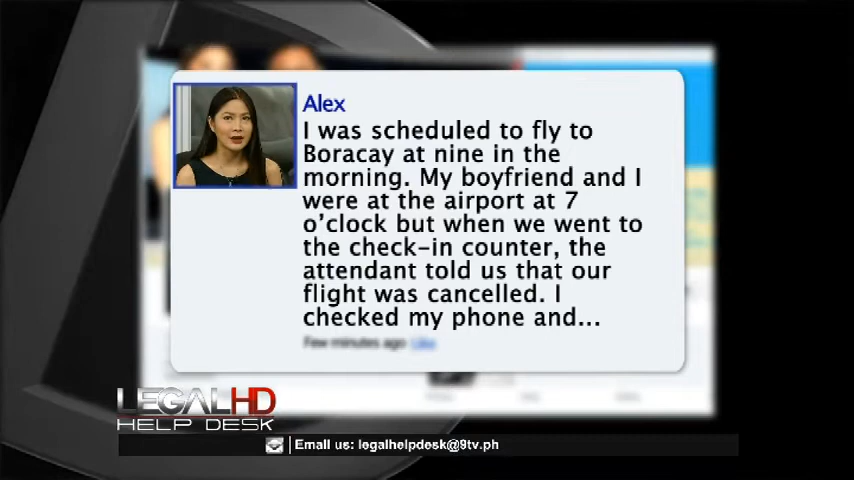 Alex
I was scheduled to fly to
Boracay at nine in the
morning. My boyfriend and I
were at the airport at 7
o'clock but when we went to
the check-in counter, the
attendant told us that our
flight was cancelled. I
checked my phone and...
Few minutes ago Like
LEGALHD
HELP DESK
Email us: legalhelpdesk@9tv.ph